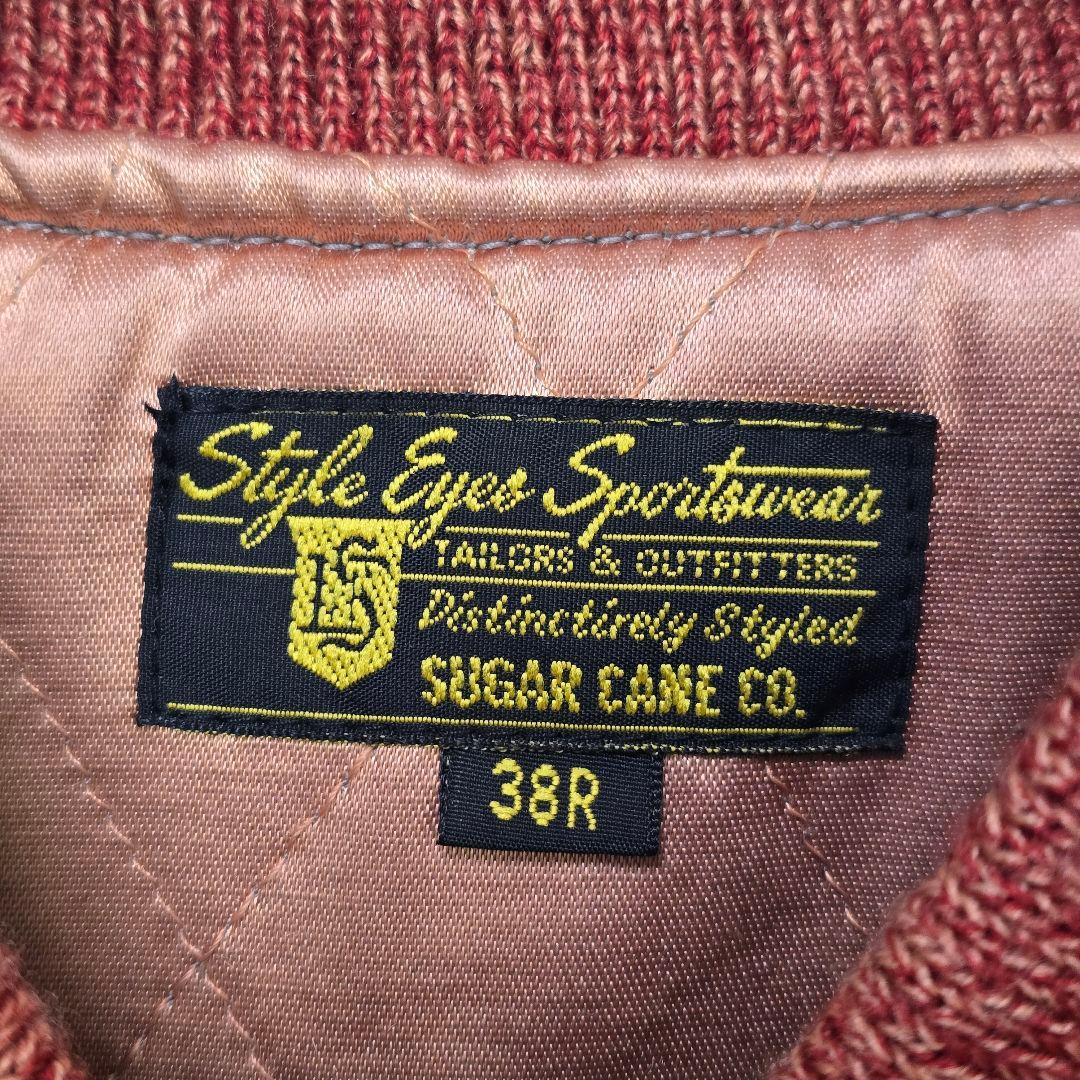 Style Eyes Sportswear
TAILORS & OUTFITTERS
Distinctively Styled
SUGAR CANE CO.
38R